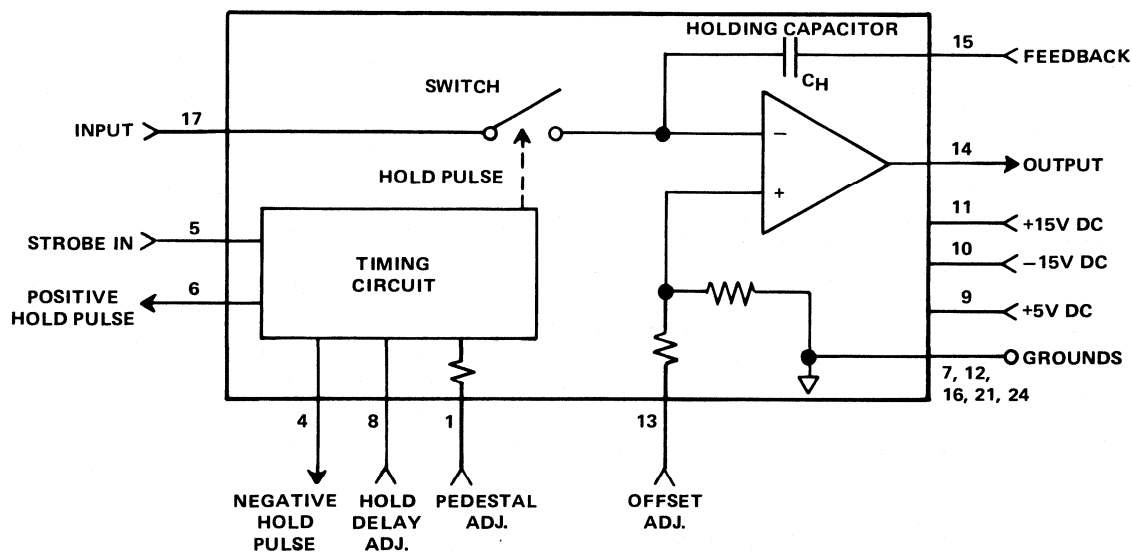 HOLDING CAPACITOR
15
FEEDBACK
CH
SWITCH
INPUT
17
−
14
OUTPUT
HOLD PULSE
+
11
+15V DC
STROBE IN
5
10
−15V DC
TIMING
CIRCUIT
POSITIVE
HOLD PULSE
6
9
+5V DC
GROUNDS
7, 12,
16, 21, 24
4
8
1
13
NEGATIVE
HOLD
PULSE
HOLD
DELAY
ADJ.
PEDESTAL
ADJ.
OFFSET
ADJ.